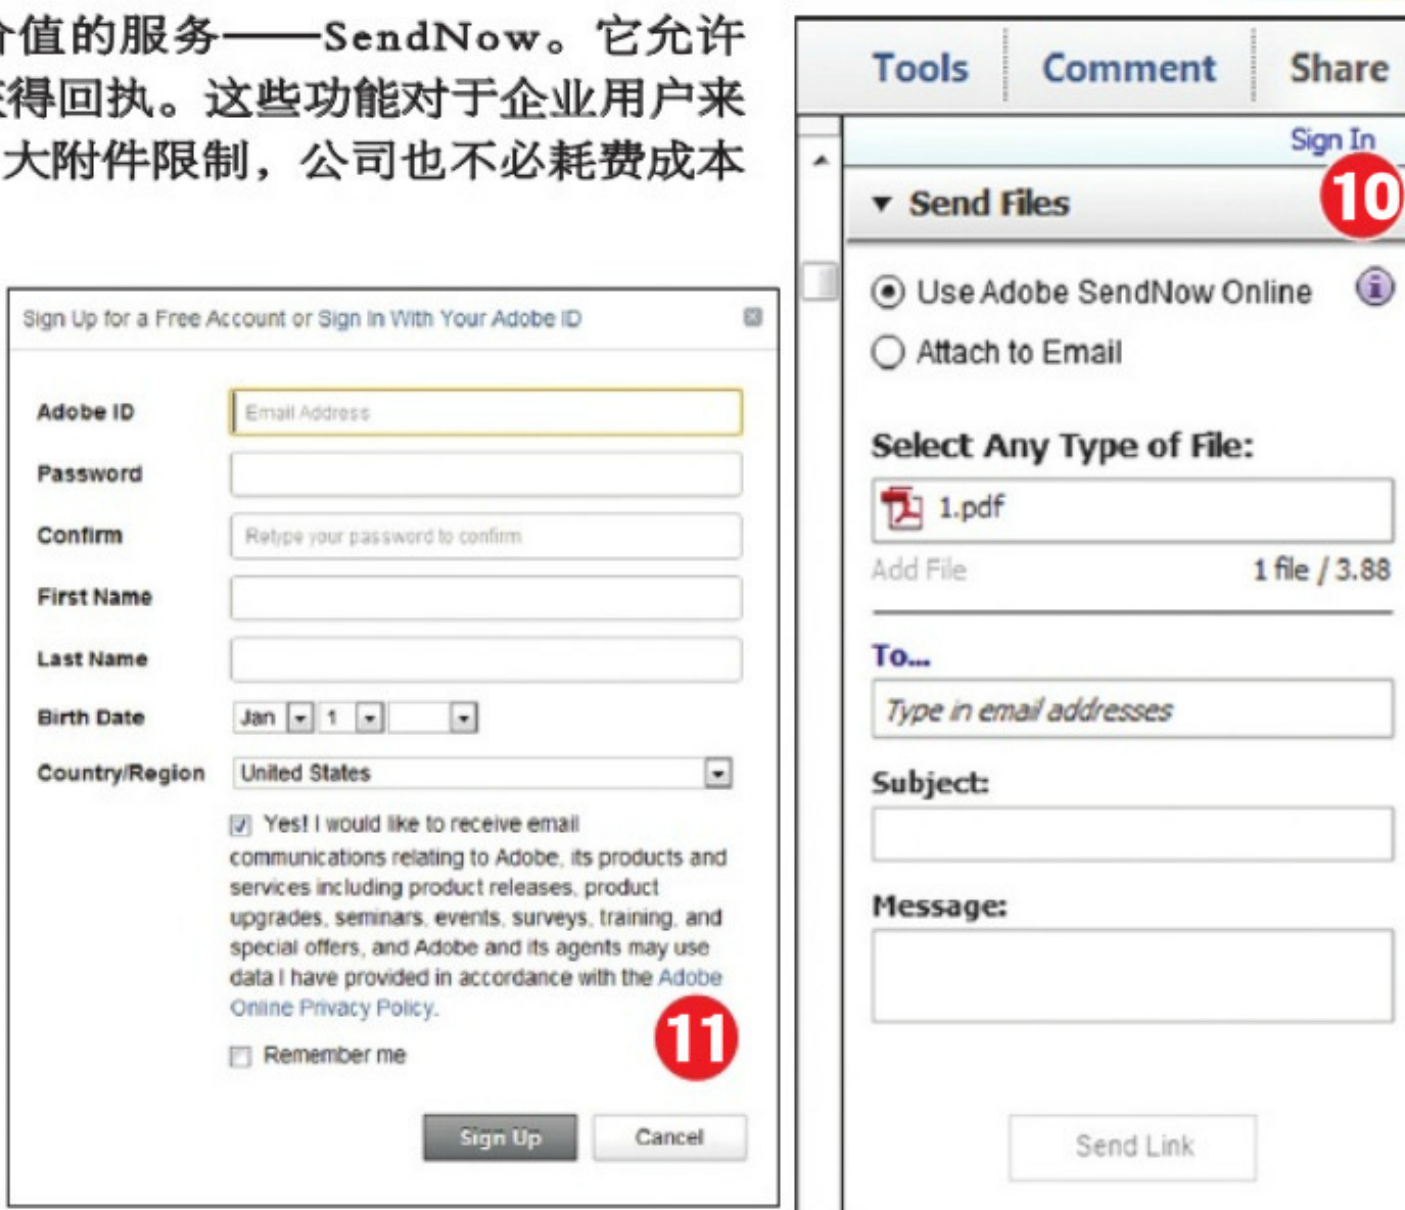 价值的服务——SendNow。它允许
获得回执。这些功能对于企业用户来
大附件限制，公司也不必耗费成本
Sign Up for a Free Account or Sign In With Your Adobe ID
Adobe ID
Email Address
Password
Confirm
Retype your password to confirm
First Name
Last Name
Birth Date
Jan 1
Country/Region
United States
Yes! I would like to receive email
communications relating to Adobe, its products and
services including product releases, product
upgrades, seminars, events, surveys, training, and
special offers, and Adobe and its agents may use
data I have provided in accordance with the Adobe
Online Privacy Policy.
11
Remember me
Sign Up
Cancel
Tools
Comment
Share
Sign In
10
Send Files
Use Adobe SendNow Online
Attach to Email
Select Any Type of File:
1.pdf
Add File
1 file / 3.88
To...
Type in email addresses
Subject:
Message:
Send Link